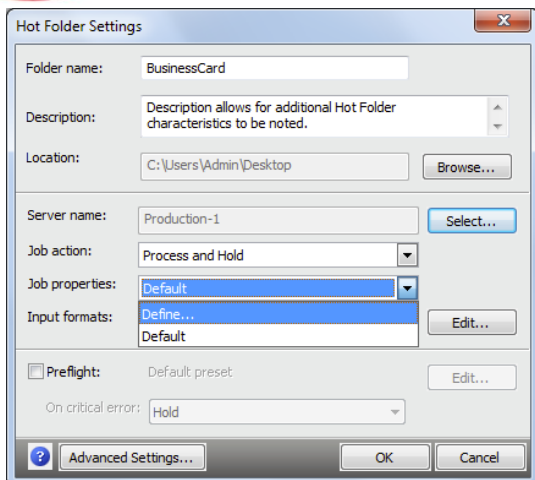 Hot Folder Settings
Folder name: BusinessCard
Description: Description allows for additional Hot Folder
characteristics to be noted.
Location: C:\Users\Admin\Desktop Browse...
Server name: Production-1 Select...
Job action: Process and Hold
Job properties: Default
Input formats: Define... Edit...
Default
Preflight: Default preset Edit...
On critical error: Hold
? Advanced Settings... OK Cancel